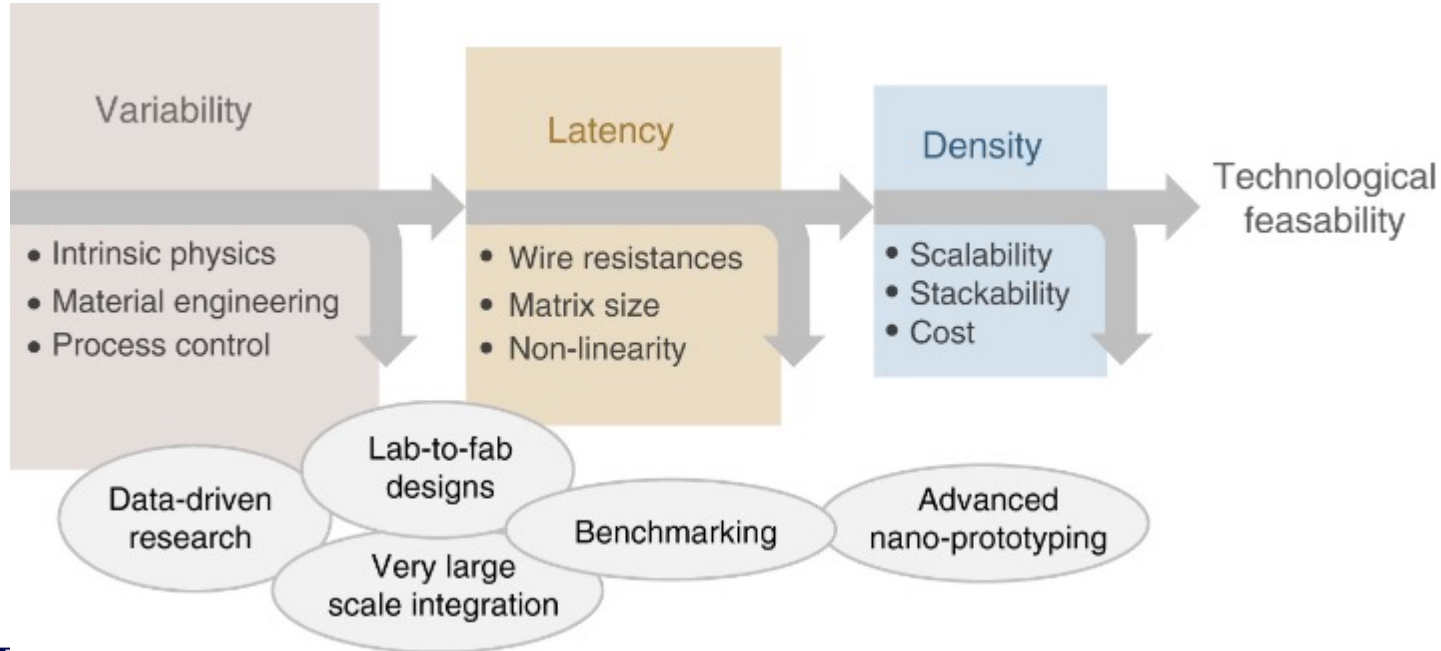 Variability
Latency
Density
Technological
feasability
• Intrinsic physics
• Material engineering
• Process control
• Wire resistances
• Matrix size
• Non-linearity
• Scalability
• Stackability
• Cost
Data-driven
research
Lab-to-fab
designs
Very large
scale integration
Benchmarking
Advanced
nano-prototyping